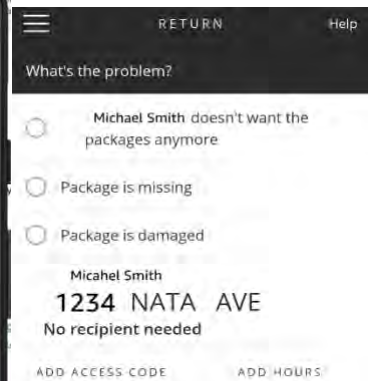 RETURN Help
What's the problem?
Michael Smith doesn't want the
packages anymore
Package is missing
Package is damaged
Micahel Smith
1234 NATA AVE
No recipient needed
ADD ACCESS CODE ADD HOURS